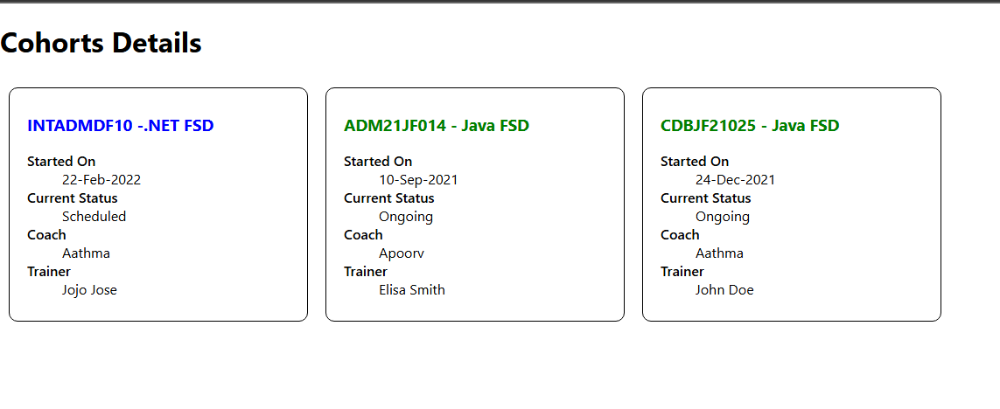 Cohorts Details
INTADMDF10 -.NET FSD
Started On
22-Feb-2022
Current Status
Scheduled
Coach
Aathma
Trainer
Jojo Jose
ADM21JF014 - Java FSD
Started On
10-Sep-2021
Current Status
Ongoing
Coach
Apoorv
Trainer
Elisa Smith
CDBJF21025 - Java FSD
Started On
24-Dec-2021
Current Status
Ongoing
Coach
Aathma
Trainer
John Doe